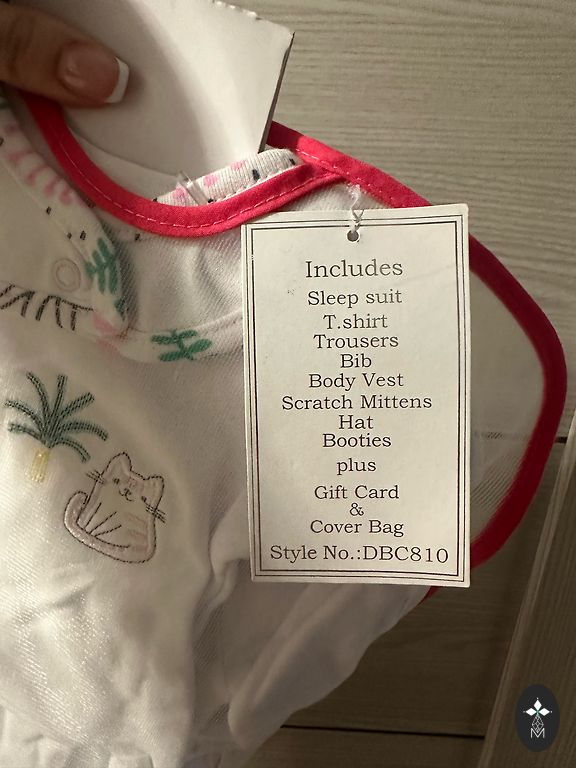 Includes
Sleep suit
T.shirt
Trousers
Bib
Body Vest
Scratch Mittens
Hat
Booties
plus
Gift Card
&
Cover Bag
Style No.:DBC810